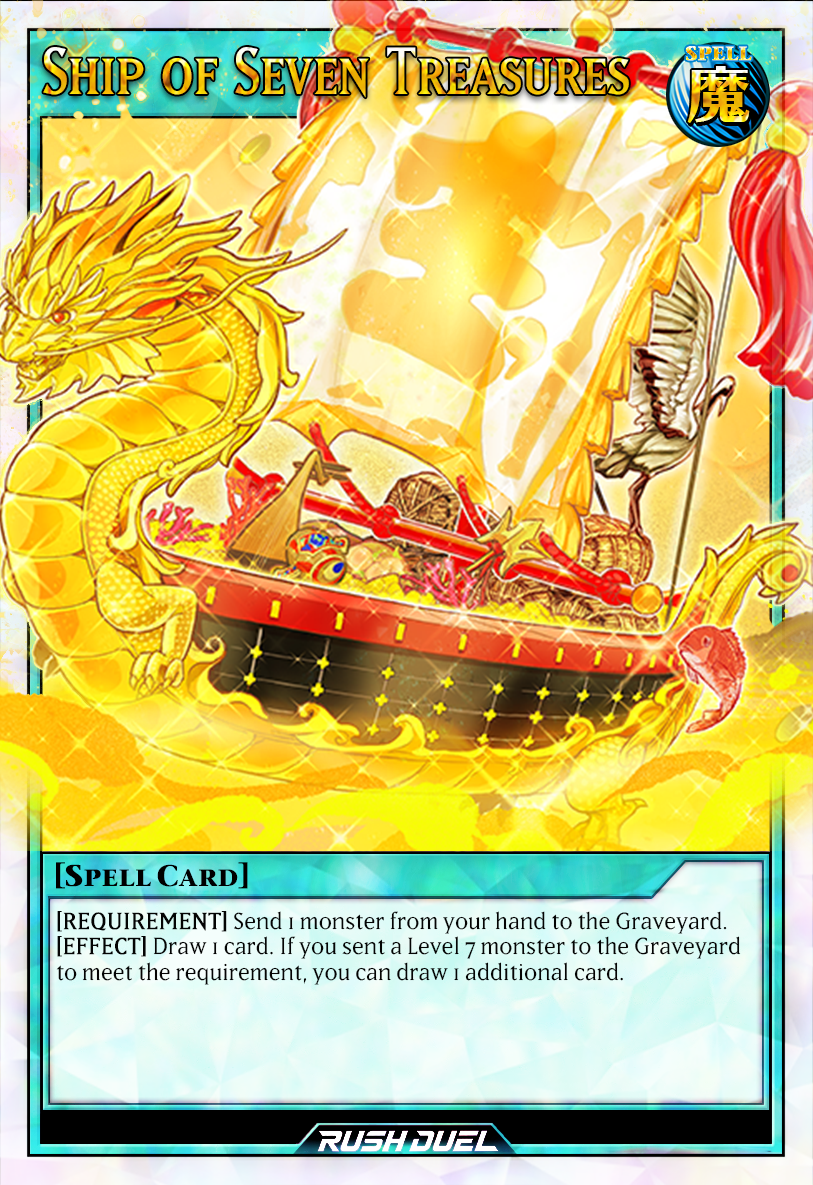 Ship of Seven Treasures
SPELL
魔
[Spell Card]
[REQUIREMENT] Send 1 monster from your hand to the Graveyard.
[EFFECT] Draw 1 card. If you sent a Level 7 monster to the Graveyard
to meet the requirement, you can draw 1 additional card.
RUSH DUEL